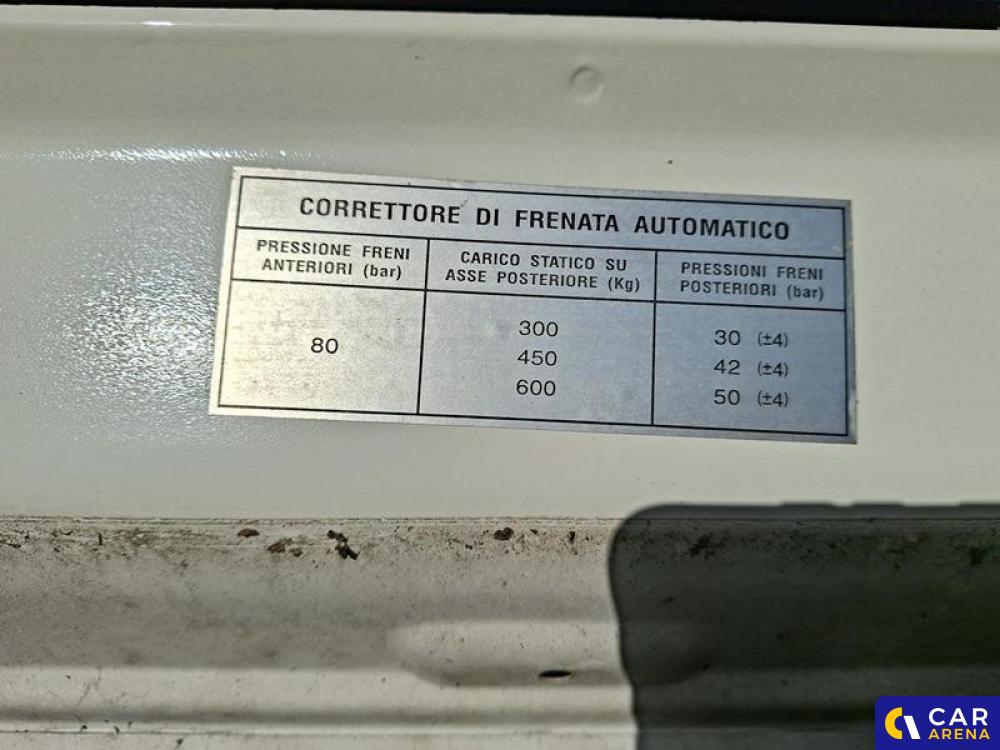 CORRETTORE DI FRENATA AUTOMATICO
PRESSIONE FRENI
ANTERIORI (bar)
CARICO STATICO SU
ASSE POSTERIORE (Kg)
PRESSIONI FRENI
POSTERIORI (bar)
80
300
450
600
30 (±4)
42 (±4)
50 (±4)
CAR
ARENA